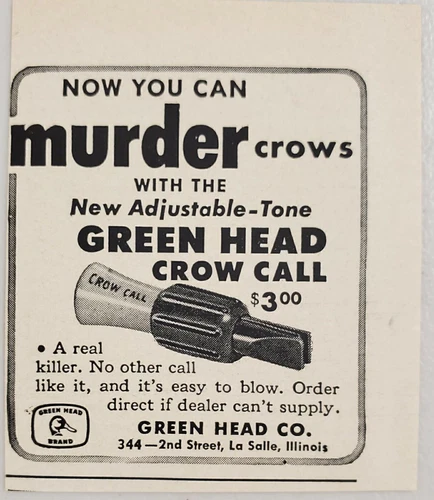 NOW YOU CAN
murder crows
WITH THE
New Adjustable-Tone
GREEN HEAD
CROW CALL
$3.00
CROW CALL
• A real
killer. No other call
like it, and it's easy to blow. Order
direct if dealer can't supply.
GREEN HEAD
BRAND
GREEN HEAD CO.
344—2nd Street, La Salle, Illinois